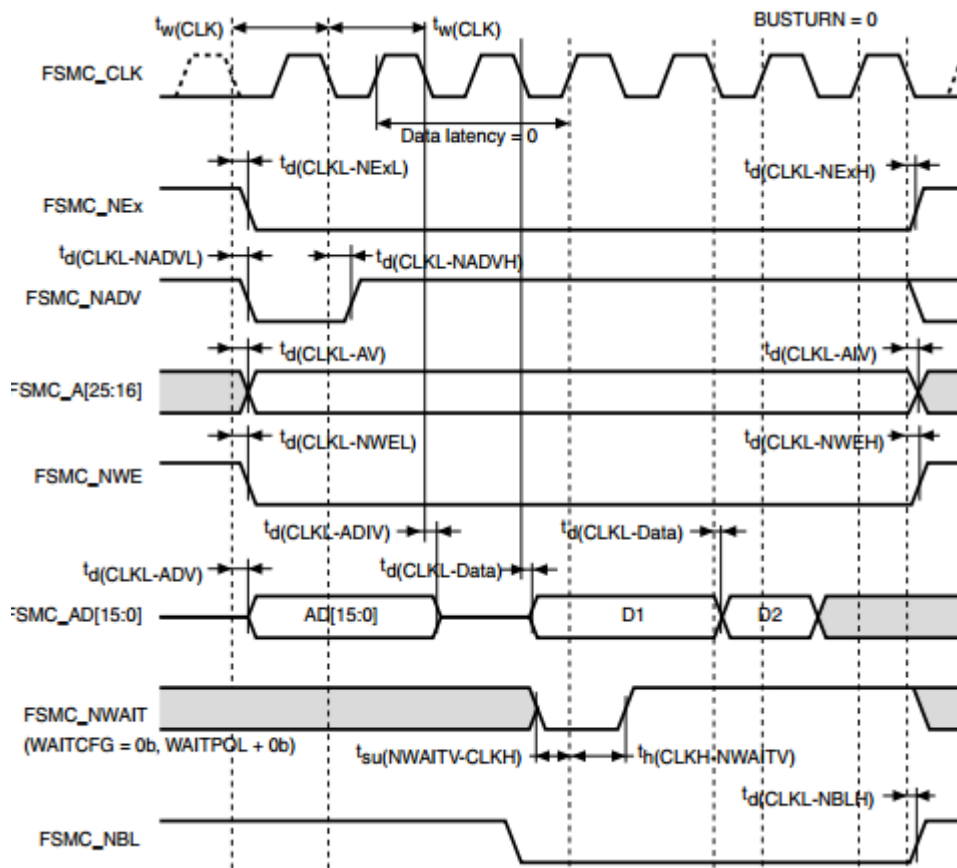 tw(CLK) tw(CLK) BUSTURN = 0
FSMC_CLK
Data latency = 0
td(CLKL-NExL) td(CLKL-NExH)
FSMC_NEx
td(CLKL-NADVL) td(CLKL-NADVH)
FSMC_NADV
td(CLKL-AV) td(CLKL-AIV)
FSMC_A[25:16]
td(CLKL-NWEL) td(CLKL-NWEH)
FSMC_NWE
td(CLKL-ADIV) td(CLKL-Data)
td(CLKL-ADV) td(CLKL-Data)
FSMC_AD[15:0] AD[15:0] D1 D2
FSMC_NWAIT
(WAITCFG = 0b, WAITPOL + 0b) tsu(NWAITV-CLKH) th(CLKH-NWAITV)
td(CLKL-NBLH)
FSMC_NBL